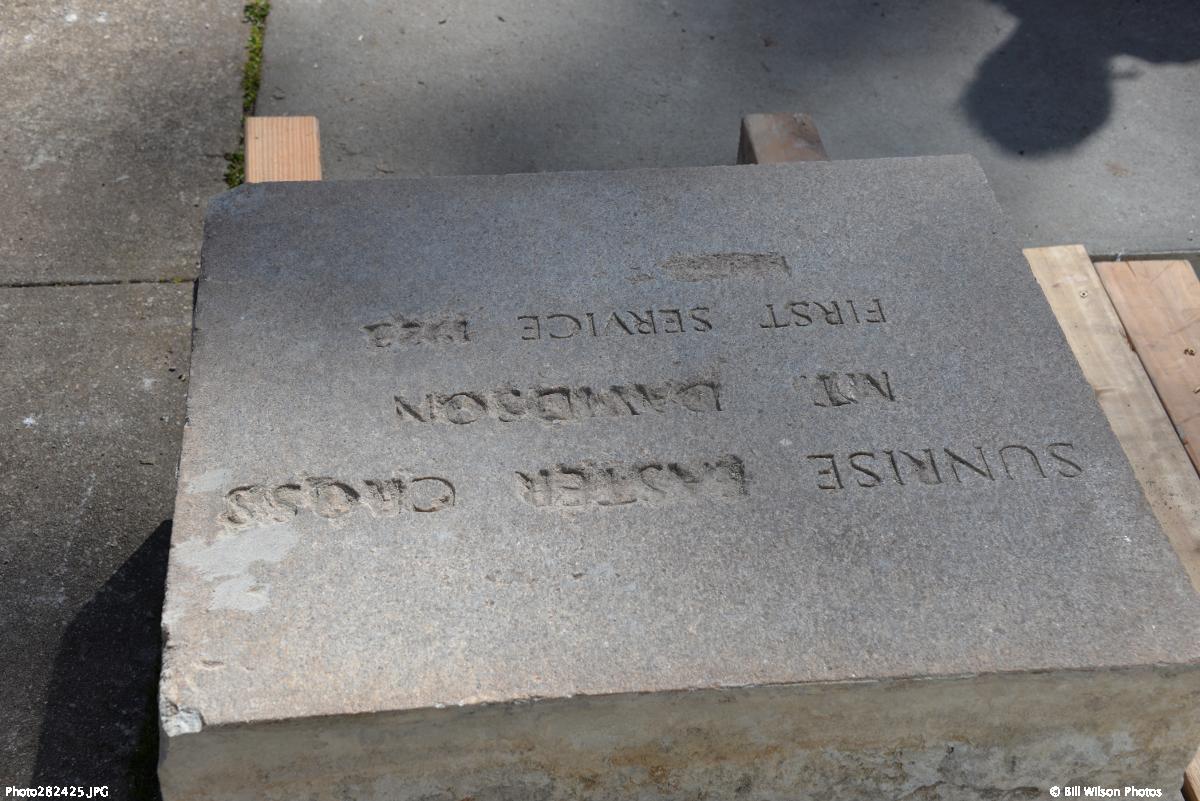 SUNRISE EASTER CROSS
MT. DAVIDSON
FIRST SERVICE 1923
Photo282425.JPG
© Bill Wilson Photos